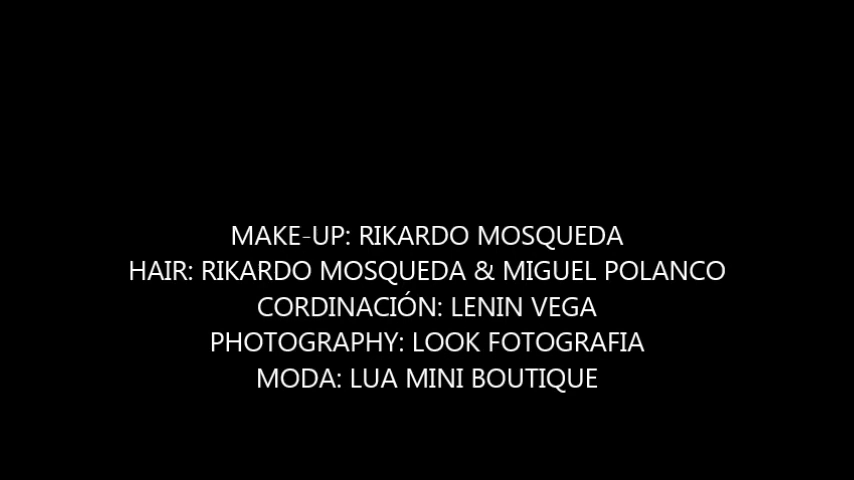 MAKE-UP: RIKARDO MOSQUEDA
HAIR: RIKARDO MOSQUEDA & MIGUEL POLANCO
CORDINACIÓN: LENIN VEGA
PHOTOGRAPHY: LOOK FOTOGRAFIA
MODA: LUA MINI BOUTIQUE